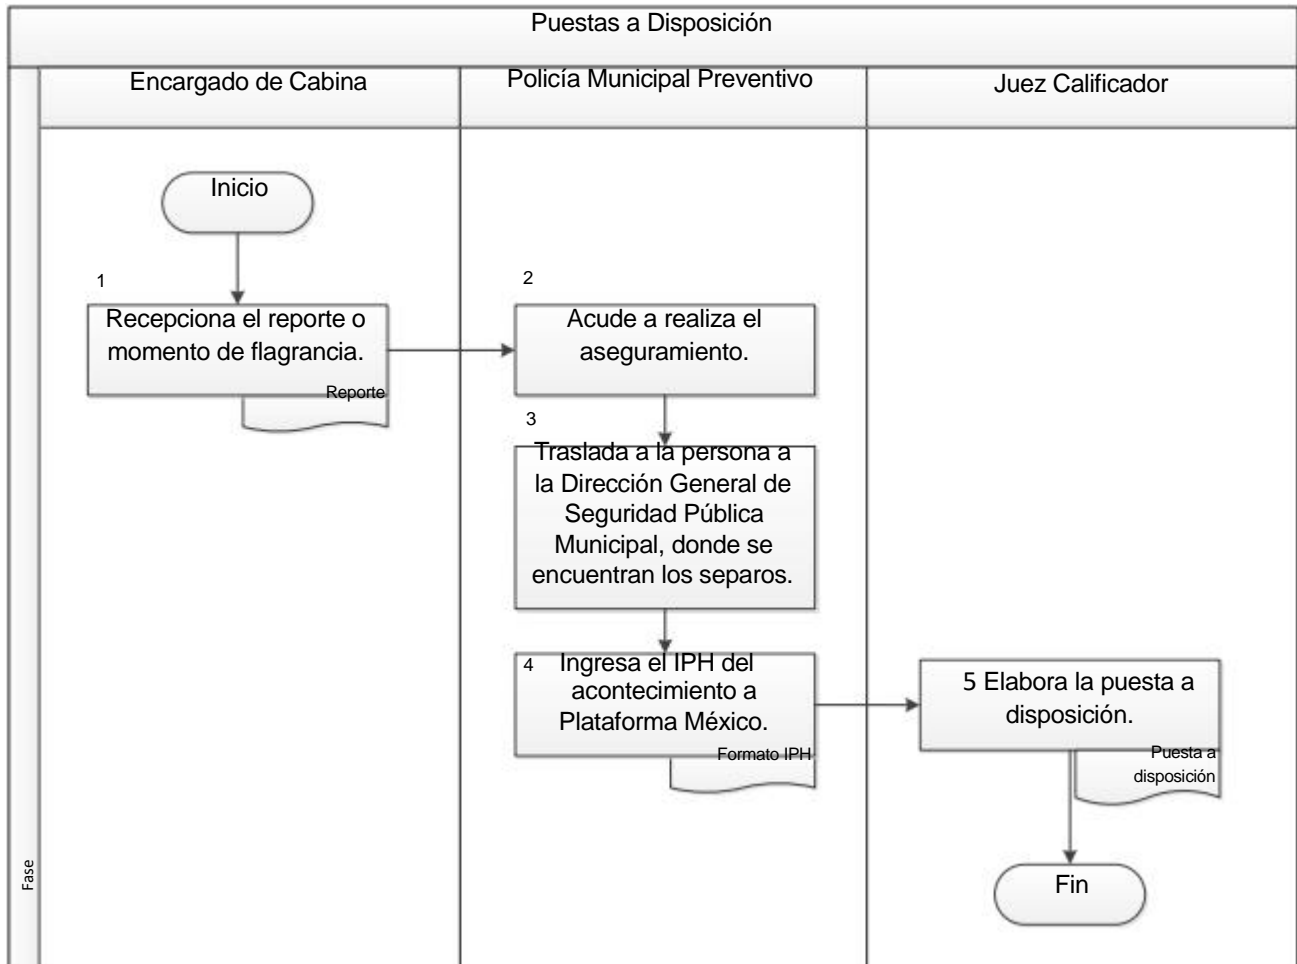 Puestas a Disposición
Encargado de Cabina
Policía Municipal Preventivo
Juez Calificador
Inicio
1
Recepciona el reporte o
momento de flagrancia.
Reporte
2
Acude a realiza el
aseguramiento.
3
Traslada a la persona a
la Dirección General de
Seguridad Pública
Municipal, donde se
encuentran los separos.
4 Ingresa el IPH del
acontecimiento a
Plataforma México.
Formato IPH
5 Elabora la puesta a
disposición.
Puesta a
disposición
Fin
Fase